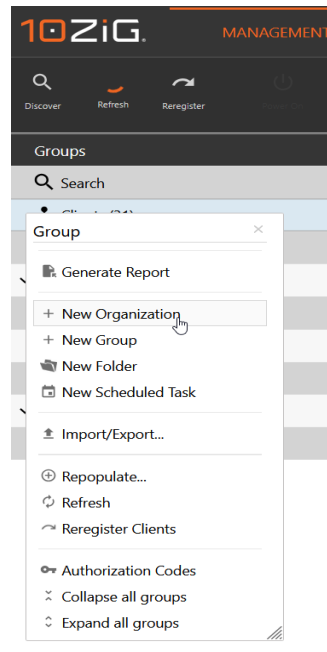 10ZiG.
MANAGEMENT
Discover
Refresh
Reregister
Groups
Search
Group
Generate Report
New Organization
New Group
New Folder
New Scheduled Task
Import/Export...
Repopulate...
Refresh
Reregister Clients
Authorization Codes
Collapse all groups
Expand all groups